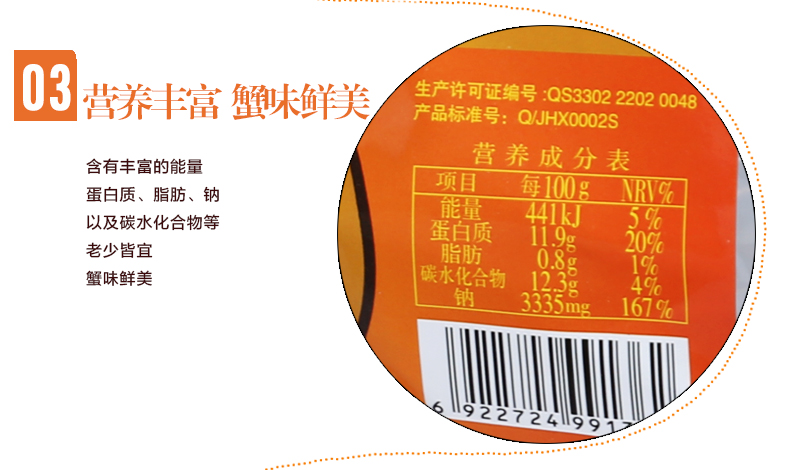 03
营养丰富 蟹味鲜美
含有丰富的能量
蛋白质、脂肪、钠
以及碳水化合物等
老少皆宜
蟹味鲜美
生产许可证编号:QS3302 2202 0048
产品标准号：Q/JHX0002S
营养成分表
项目 每100g NRV%
能量 441kJ 5%
蛋白质 11.9g 20%
脂肪 0.8g 1%
碳水化合物 12.3g 4%
钠 3335mg 167%
6 922724 991